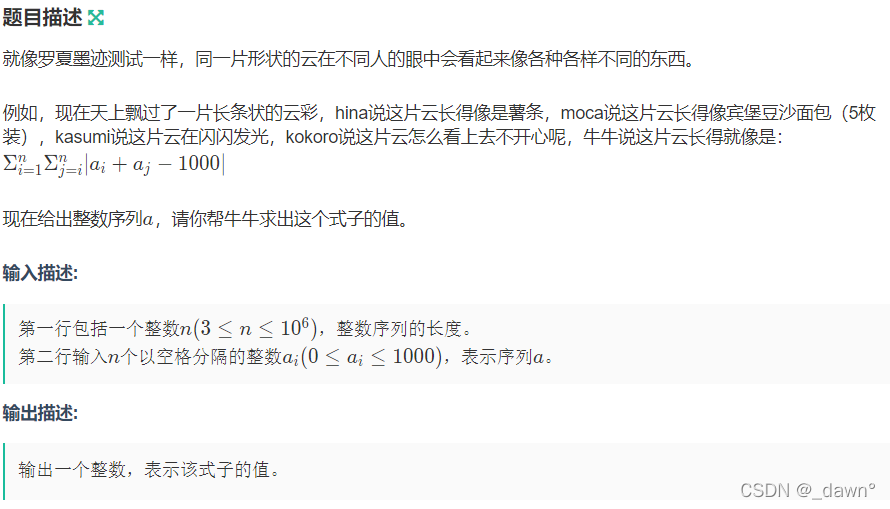 题目描述
就像罗夏墨迹测试一样，同一片形状的云在不同人的眼中会看起来像各种各样不同的东西。
例如，现在天上飘过了一片长条状的云彩，hina说这片云长得像是薯条，moca说这片云长得像宾堡豆沙面包（5枚
装），kasumi说这片云在闪闪发光，kokoro说这片云怎么看上去不开心呢，牛牛说这片云长得就像是：
$\Sigma_{i=1}^{n}\Sigma_{j=i}^{n}|a_i + a_j - 1000|$
现在给出整数序列$a$，请你帮牛牛求出这个式子的值。
输入描述:
第一行包括一个整数$n(3 \leq n \leq 10^6)$，整数序列的长度。
第二行输入$n$个以空格分隔的整数$a_i(0 \leq a_i \leq 1000)$，表示序列$a$。
输出描述:
输出一个整数，表示该式子的值。
CSDN @_dawn°